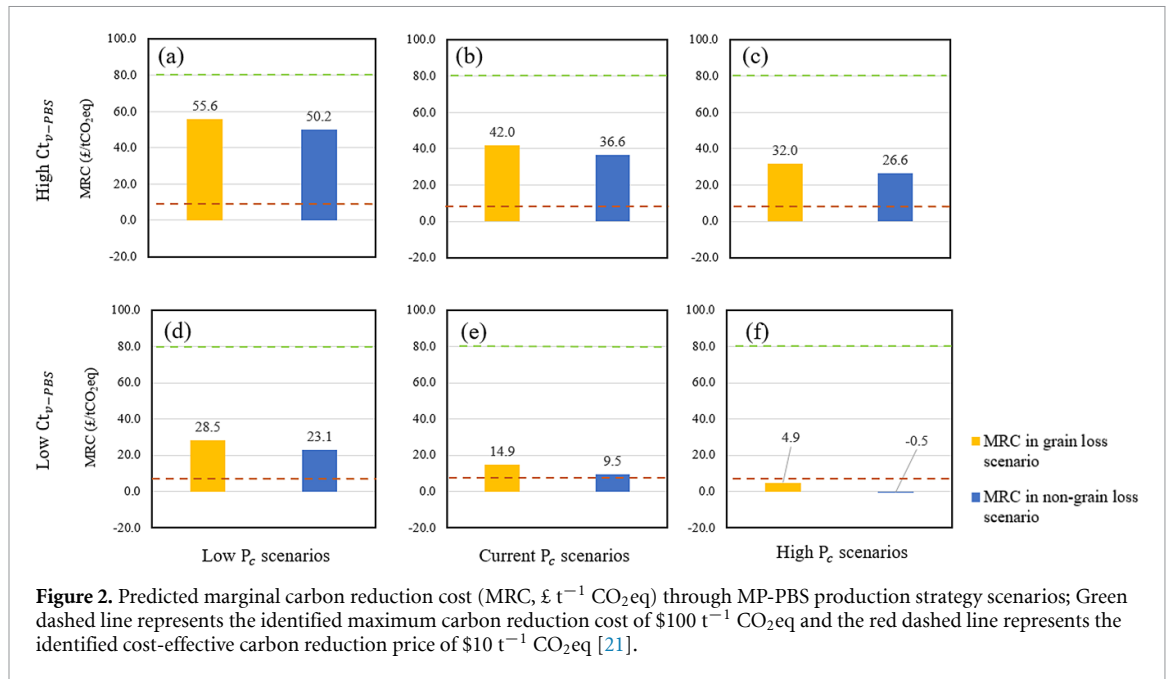 High Ct_v−PBS
MRC (£/tCO₂eq)
100.0
80.0
60.0
40.0
20.0
0.0
-20.0
(a)
55.6
50.2
100.0
80.0
60.0
40.0
20.0
0.0
-20.0
(b)
42.0
36.6
100.0
80.0
60.0
40.0
20.0
0.0
-20.0
(c)
32.0
26.6
Low Ct_v−PBS
MRC (£/tCO₂eq)
100.0
80.0
60.0
40.0
20.0
0.0
-20.0
(d)
28.5
23.1
Low P_c scenarios
100.0
80.0
60.0
40.0
20.0
0.0
-20.0
(e)
14.9
9.5
Current P_c scenarios
100.0
80.0
60.0
40.0
20.0
0.0
-20.0
(f)
4.9
-0.5
High P_c scenarios
MRC in grain loss
scenario
MRC in non-grain loss
scenario
Figure 2. Predicted marginal carbon reduction cost (MRC, £ t⁻¹ CO₂eq) through MP-PBS production strategy scenarios; Green
dashed line represents the identified maximum carbon reduction cost of $100 t⁻¹ CO₂eq and the red dashed line represents the
identified cost-effective carbon reduction price of $10 t⁻¹ CO₂eq [21].